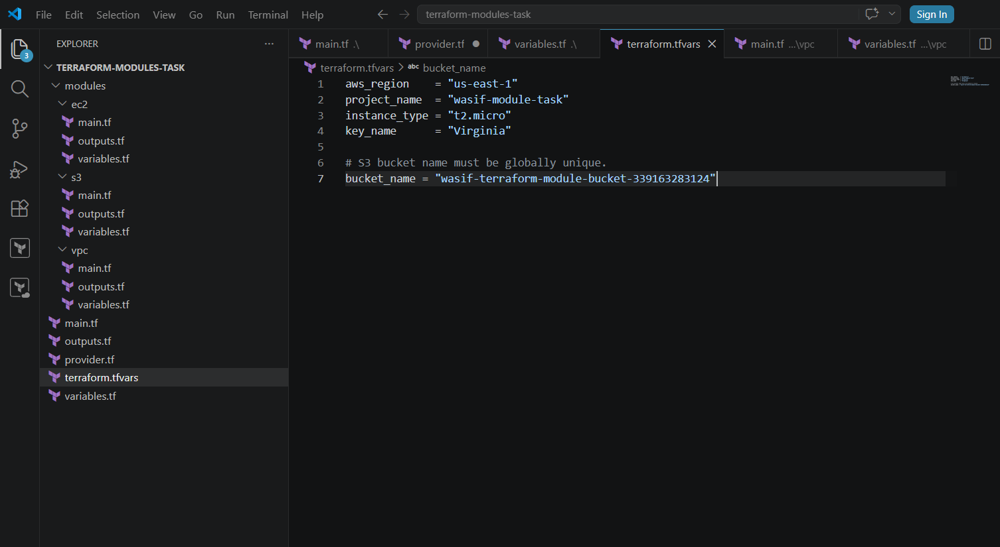 File Edit Selection View Go Run Terminal Help
terraform-modules-task
Sign In
3
EXPLORER
TERRAFORM-MODULES-TASK
modules
ec2
main.tf
outputs.tf
variables.tf
s3
main.tf
outputs.tf
variables.tf
vpc
main.tf
outputs.tf
variables.tf
main.tf
outputs.tf
provider.tf
terraform.tfvars
variables.tf
main.tf .\ provider.tf variables.tf .\ terraform.tfvars main.tf ...\vpc variables.tf ...\vpc
terraform.tfvars > abc bucket_name
1 aws_region    = "us-east-1"
2 project_name  = "wasif-module-task"
3 instance_type = "t2.micro"
4 key_name      = "Virginia"
5
6 # S3 bucket name must be globally unique.
7 bucket_name = "wasif-terraform-module-bucket-339163283124"